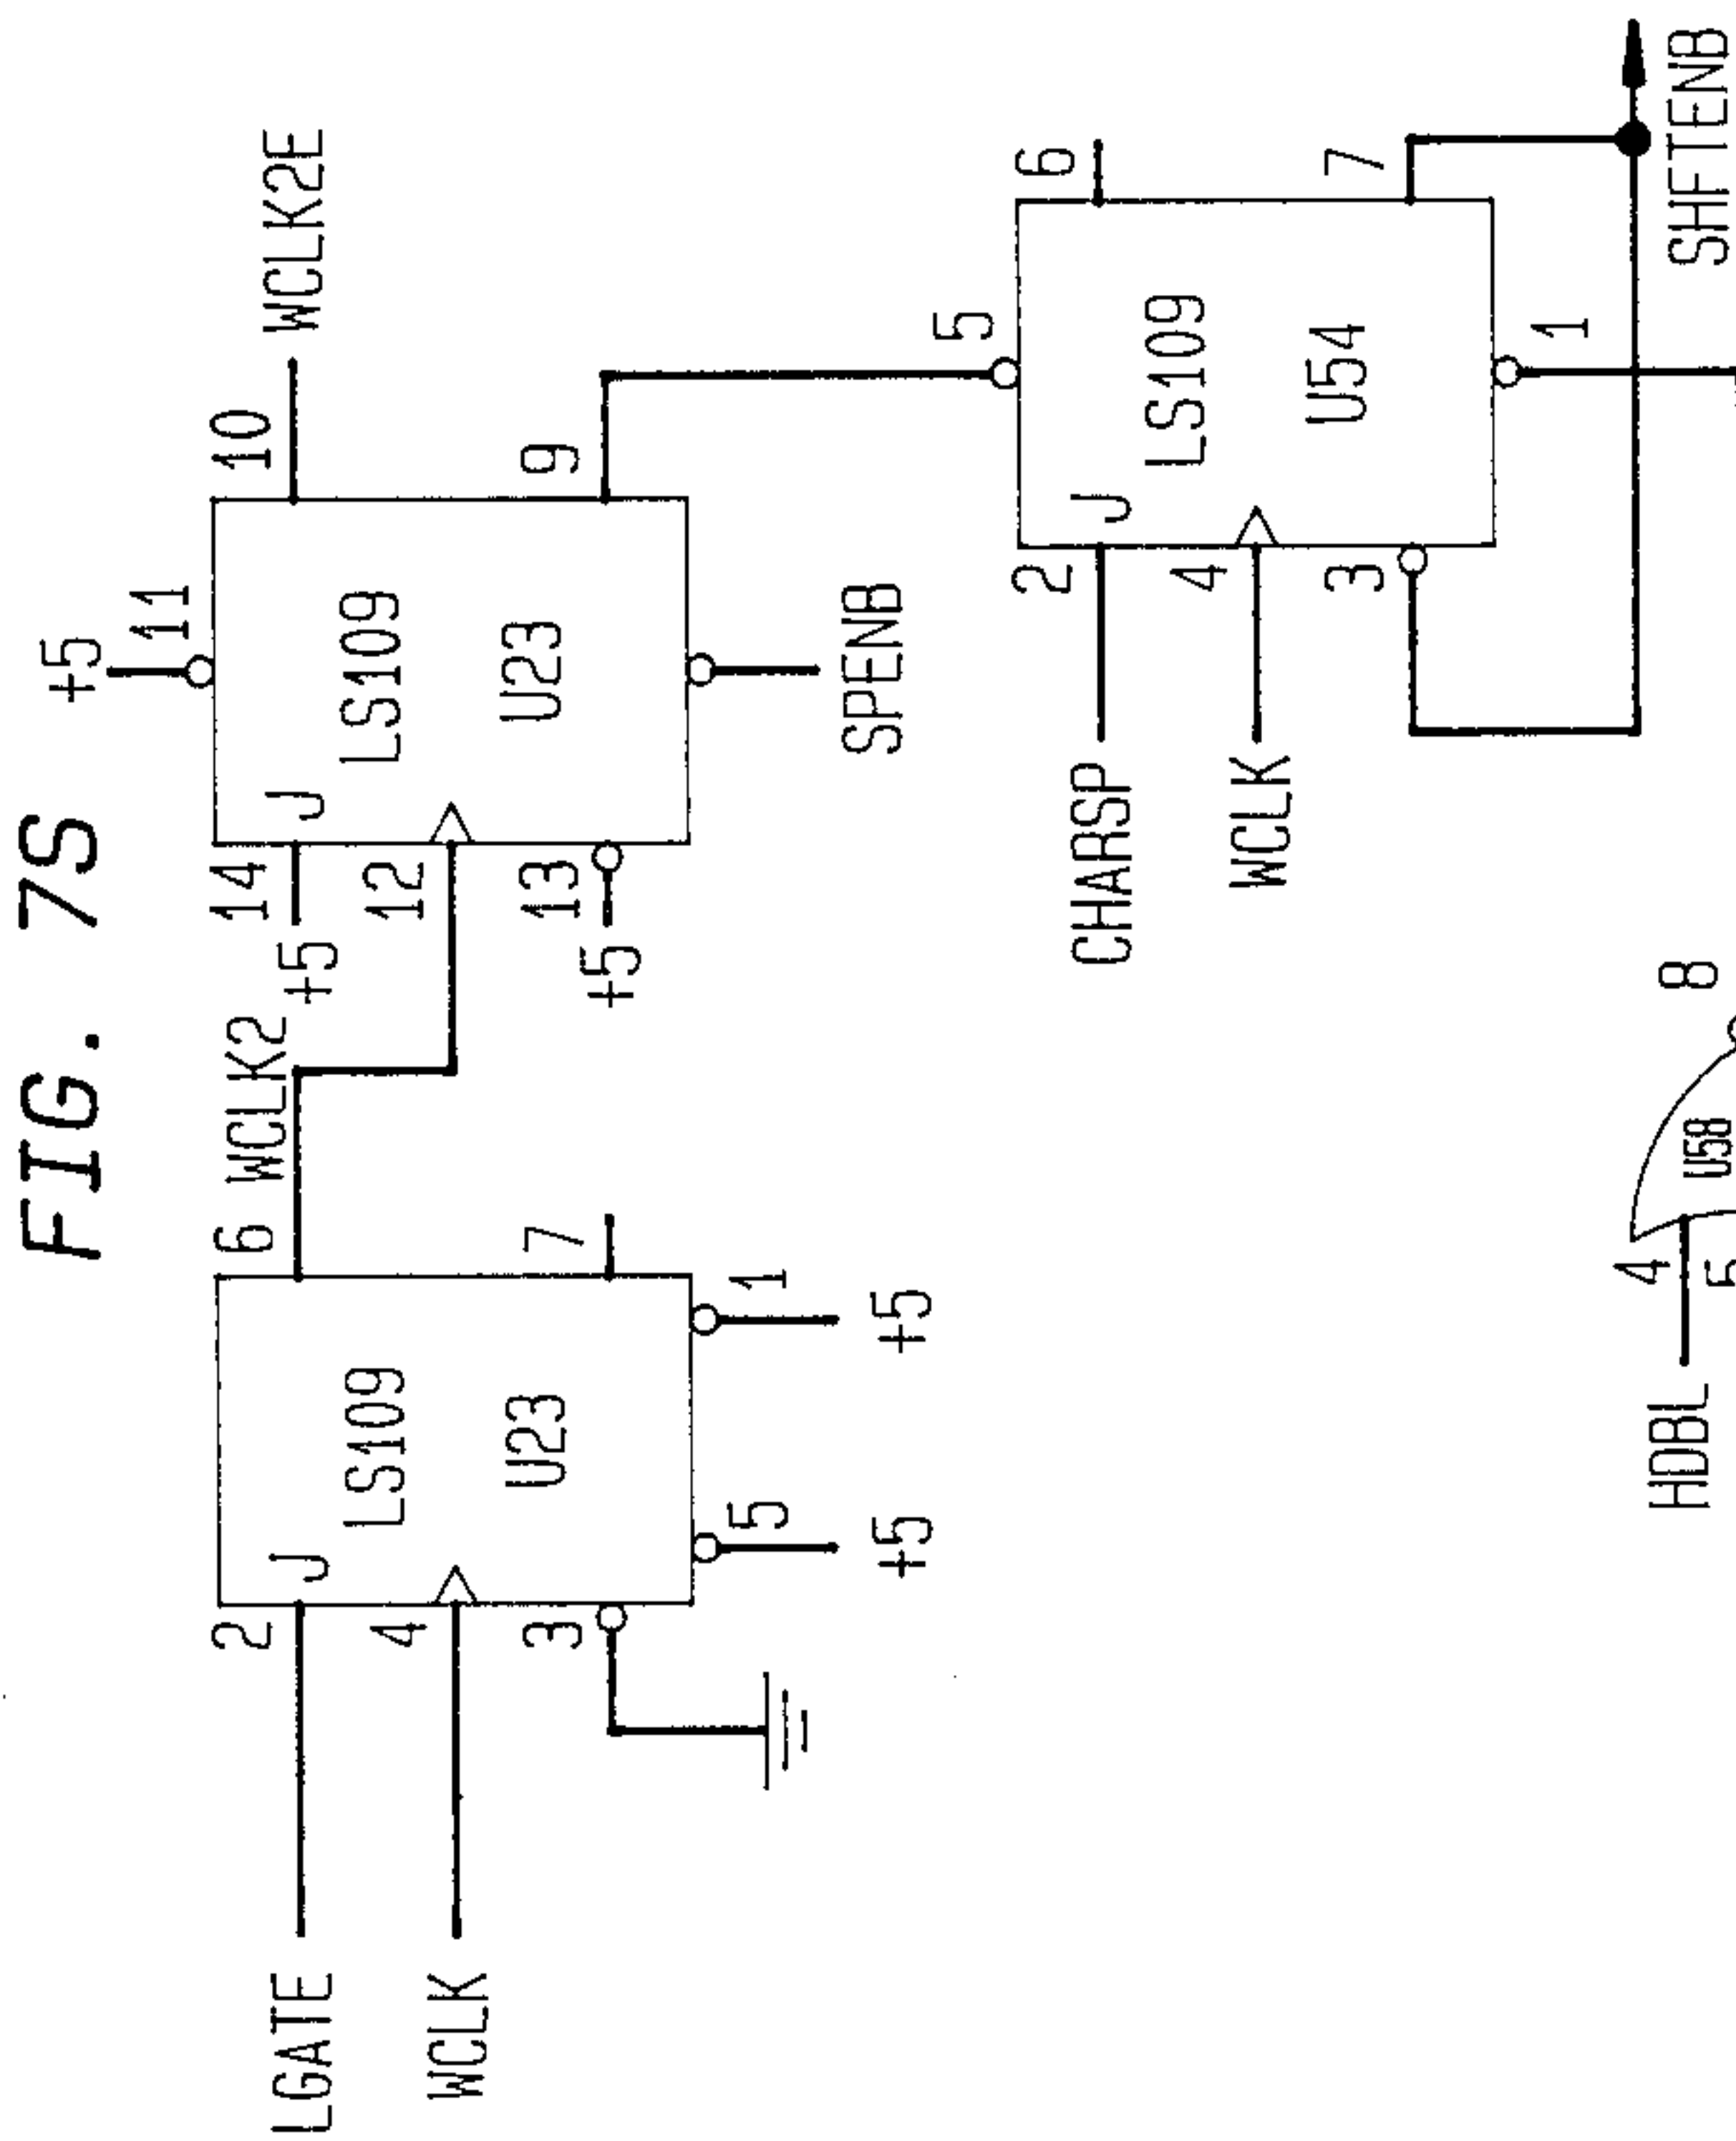 FIG. 7S
+5
11
14
J
10
WCLK2E
+5
LS109
12
U23
13
9
+5
SPENB
LGATE
2
J
6
WCLK2
LS109
WCLK
4
U23
3
7
5
1
+5
+5
5
CHARSP
2
J
6
LS109
WCLK
4
U54
3
7
1
SHFTENB
HDBL
4
U58
8
5